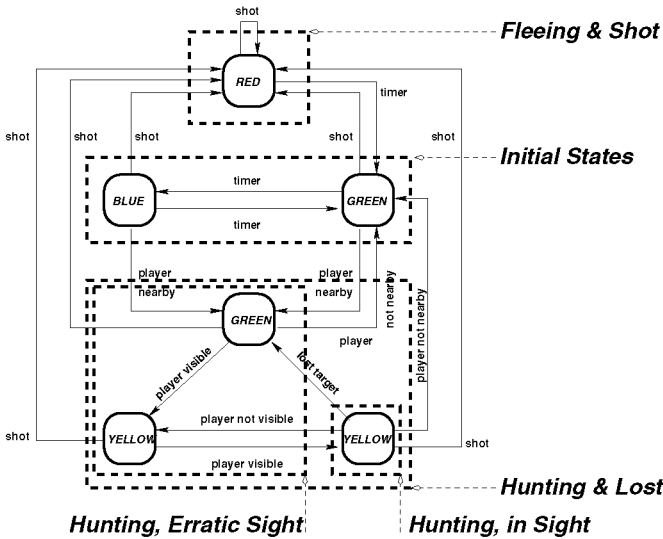 shot
Fleeing & Shot
RED
timer
shot
shot
shot
shot
shot
Initial States
timer
BLUE
GREEN
timer
player
nearby
player
nearby
not nearby
player
player not nearby
GREEN
player visible
lost target
player not visible
YELLOW
YELLOW
shot
shot
player visible
Hunting & Lost
Hunting, Erratic Sight
Hunting, in Sight